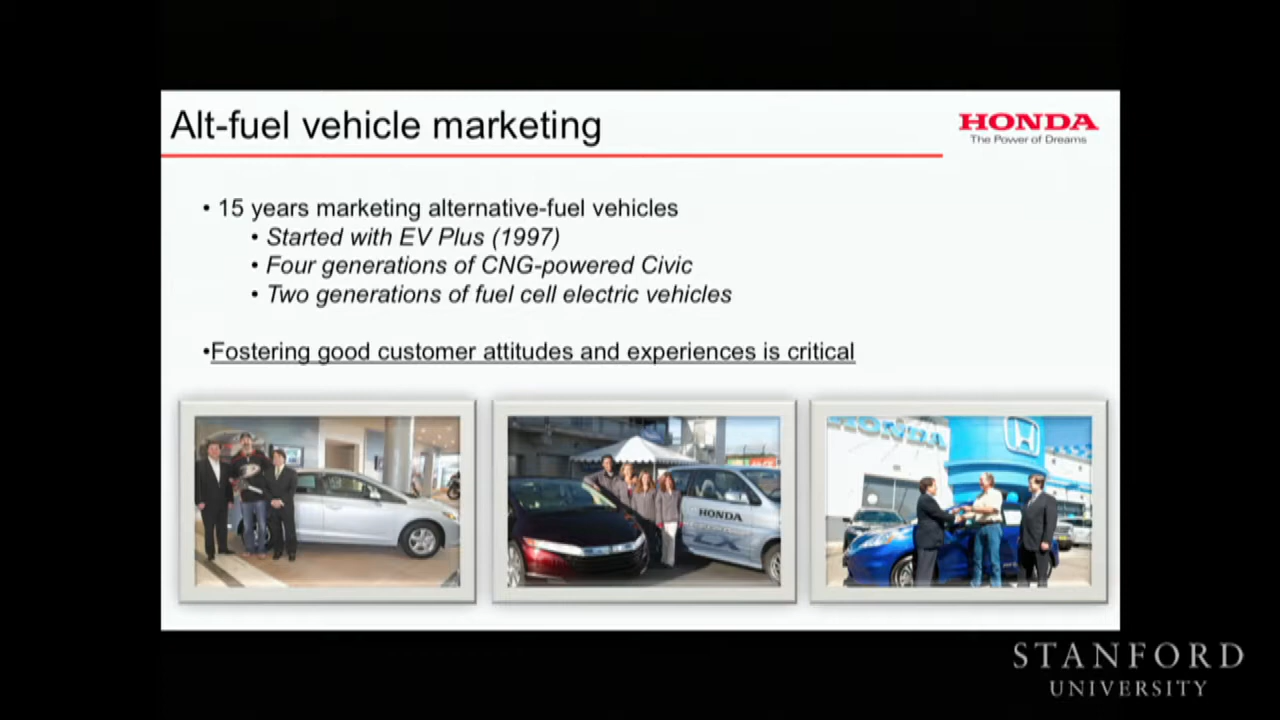 Alt-fuel vehicle marketing
HONDA
The Power of Dreams
• 15 years marketing alternative-fuel vehicles
• Started with EV Plus (1997)
• Four generations of CNG-powered Civic
• Two generations of fuel cell electric vehicles
•Fostering good customer attitudes and experiences is critical
HONDA
HONDA
STANFORD
UNIVERSITY